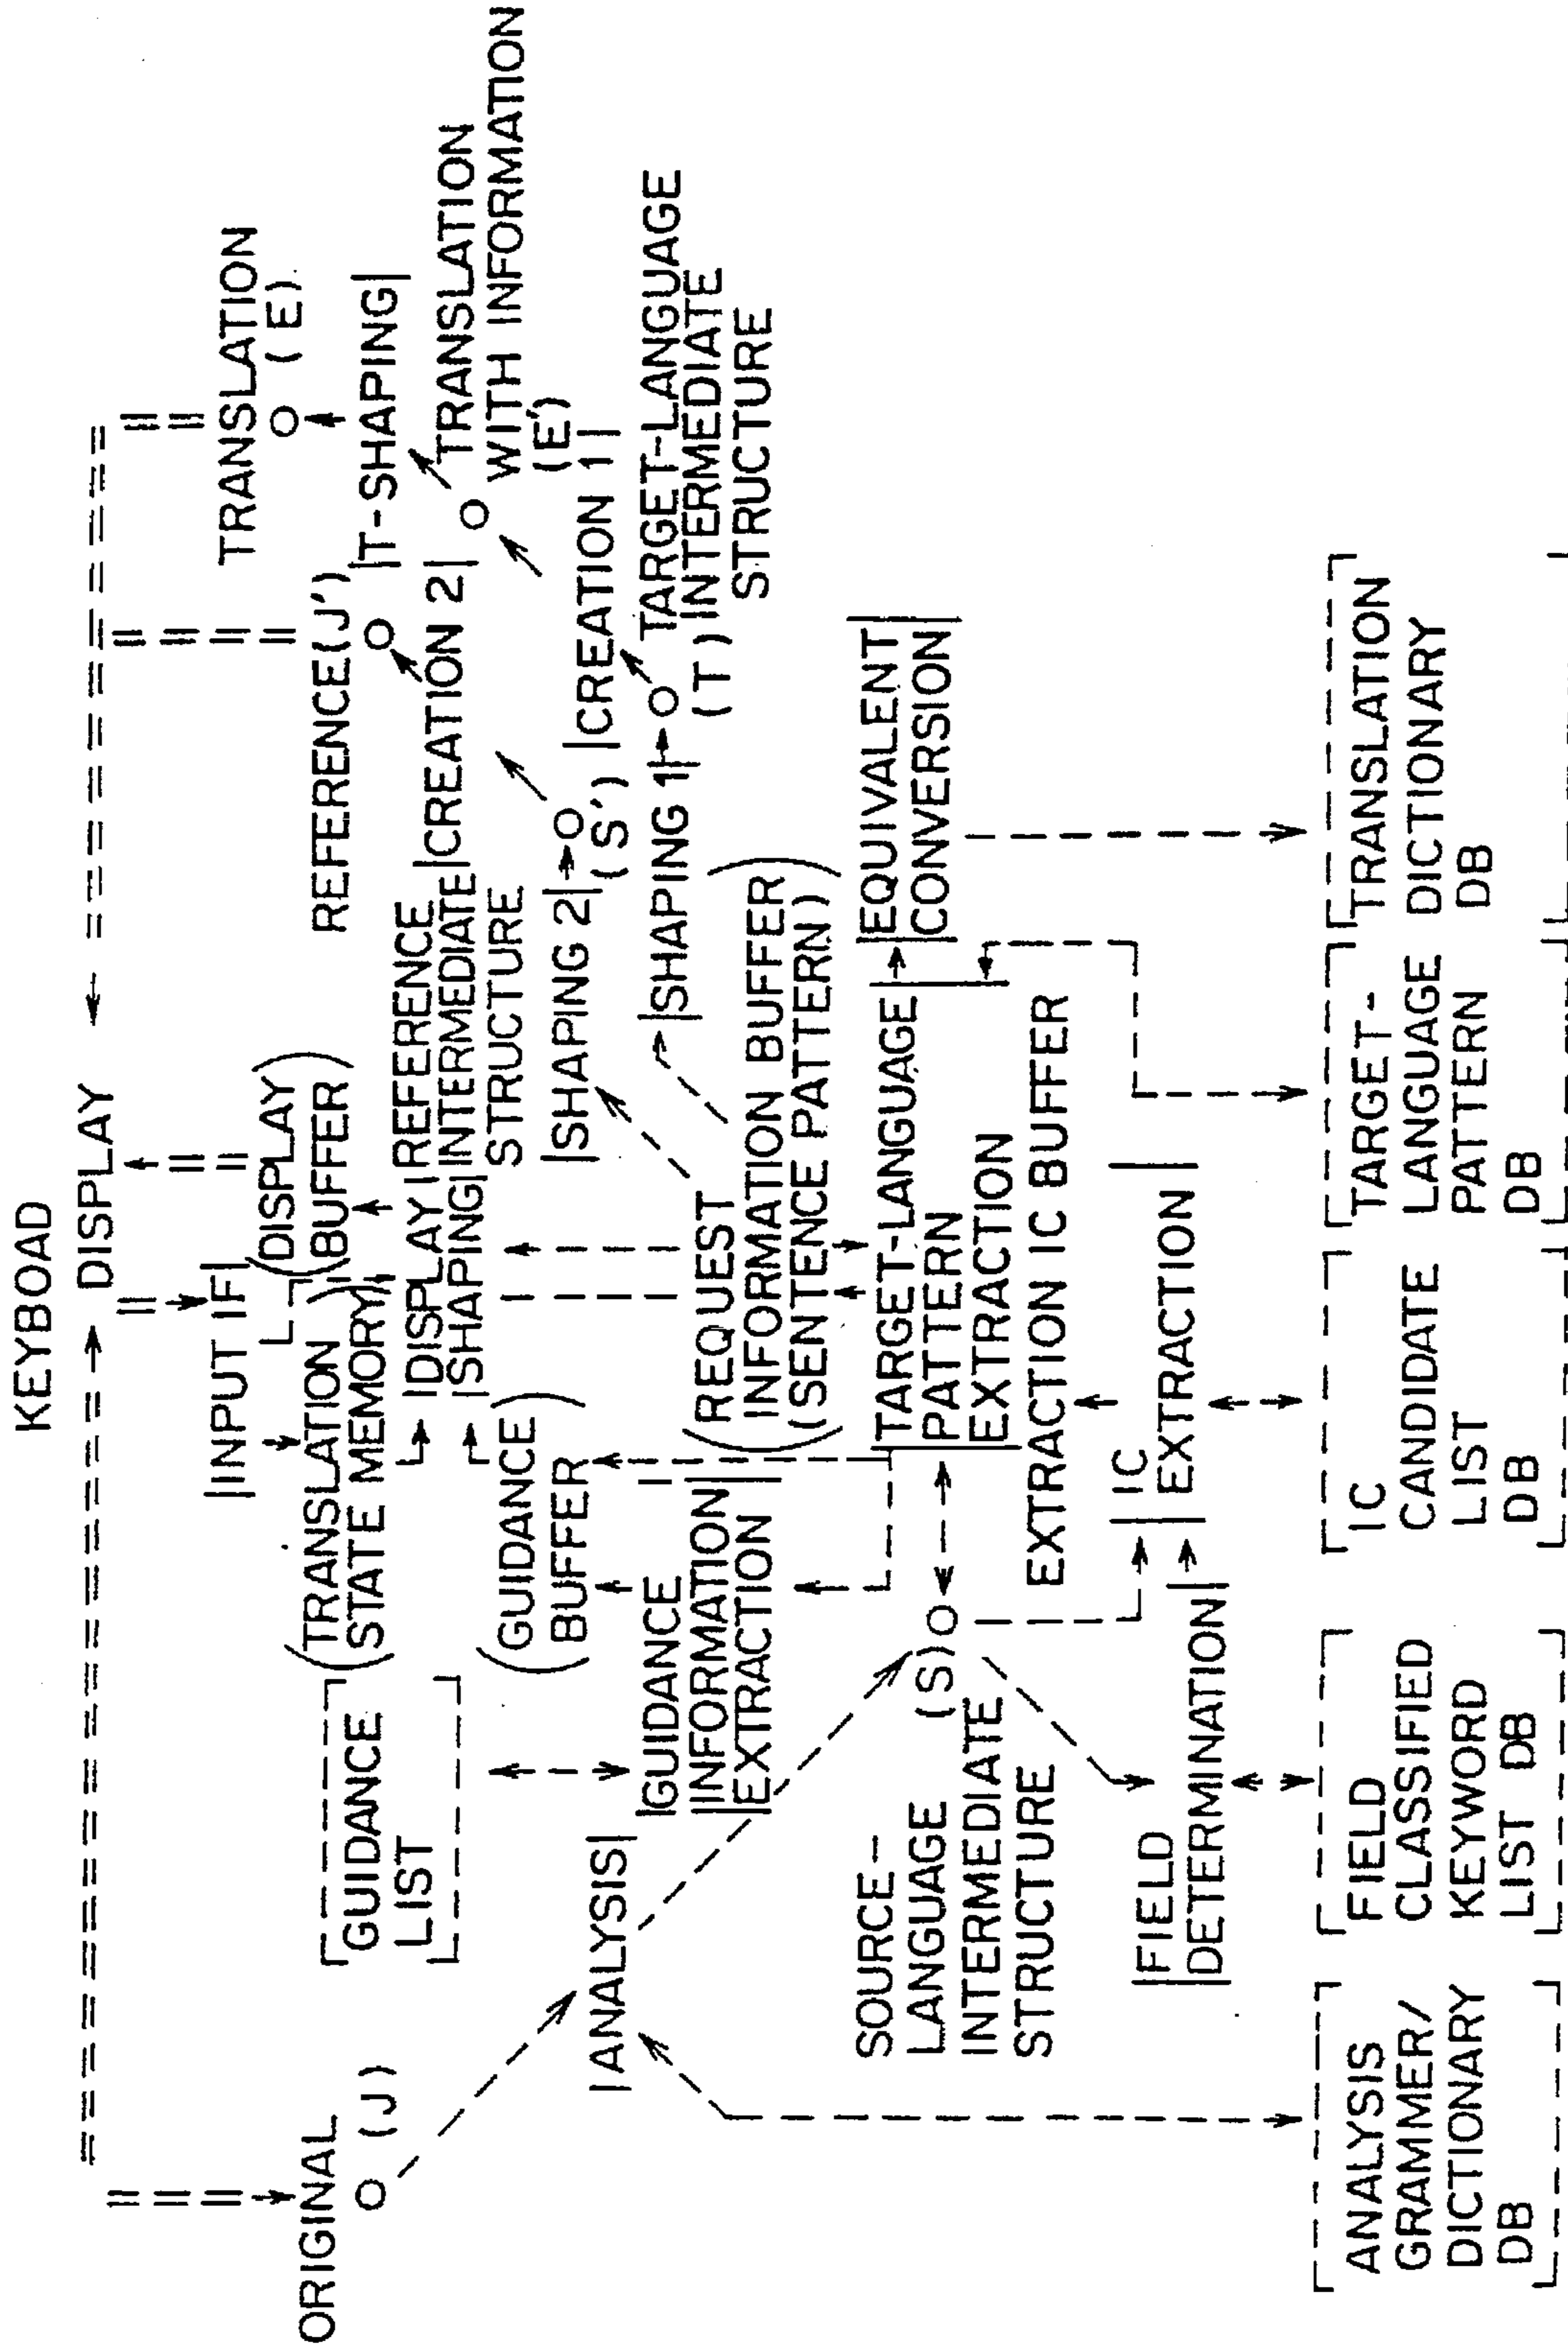 KEYBOAD
DISPLAY
ORIGINAL
(J)
INPUT IF
(TRANSLATION
STATE MEMORY)
(DISPLAY
BUFFER)
REFERENCE(J')
TRANSLATION
(E)
GUIDANCE
LIST
DISPLAY
SHAPING
REFERENCE
INTERMEDIATE
STRUCTURE
CREATION 2
T-SHAPING
(GUIDANCE
BUFFER)
TRANSLATION
WITH INFORMATION
(E')
ANALYSIS
SHAPING 2
(S')
CREATION 1
GUIDANCE
INFORMATION
EXTRACTION
SHAPING 1
(T)
TARGET-LANGUAGE
INTERMEDIATE
STRUCTURE
(REQUEST
INFORMATION BUFFER
(SENTENCE PATTERN))
SOURCE-
LANGUAGE
INTERMEDIATE
STRUCTURE
(S)
TARGET-LANGUAGE
PATTERN
EXTRACTION
EQUIVALENT
CONVERSION
EXTRACTION IC BUFFER
FIELD
DETERMINATION
IC
EXTRACTION
ANALYSIS
GRAMMER/
DICTIONARY
DB
FIELD
CLASSIFIED
KEYWORD
LIST DB
IC
CANDIDATE
LIST
DB
TARGET-
LANGUAGE
PATTERN
DB
TRANSLATION
DICTIONARY
DB